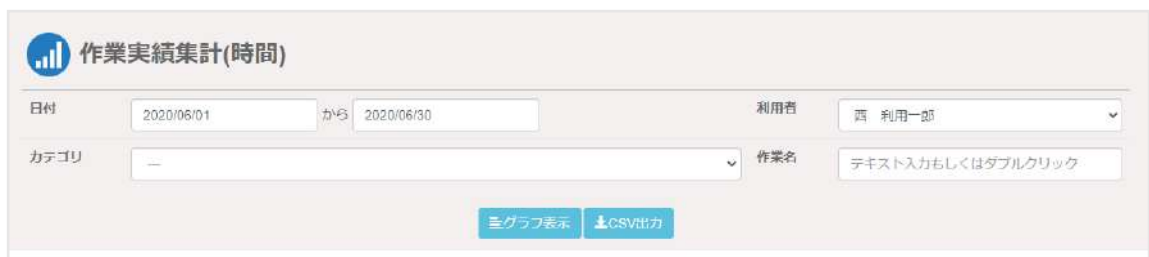 作業実績集計(時間)
日付 2020/06/01 から 2020/06/30 利用者 西 利用一郎
カテゴリ --- 作業名 テキスト入力もしくはダブルクリック
グラフ表示 CSV出力